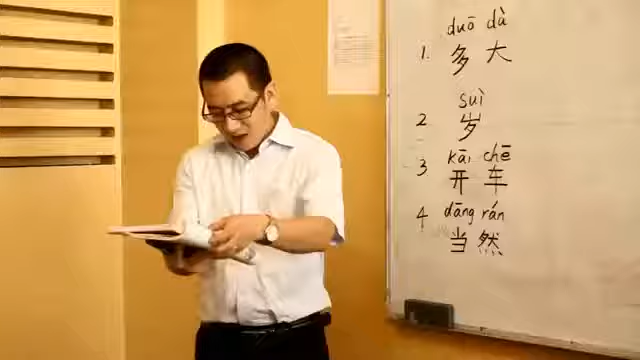 duō dà
1. 多大
suì
2 岁
kāi chē
3 开车
dāng rán
4 当然